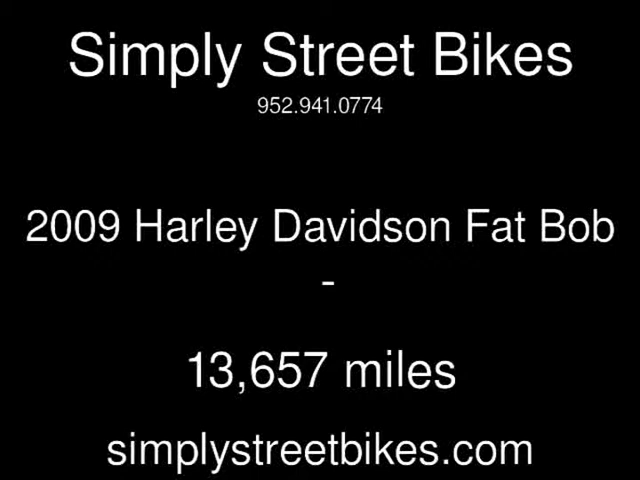 Simply Street Bikes
952.941.0774
2009 Harley Davidson Fat Bob
-
13,657 miles
simplystreetbikes.com